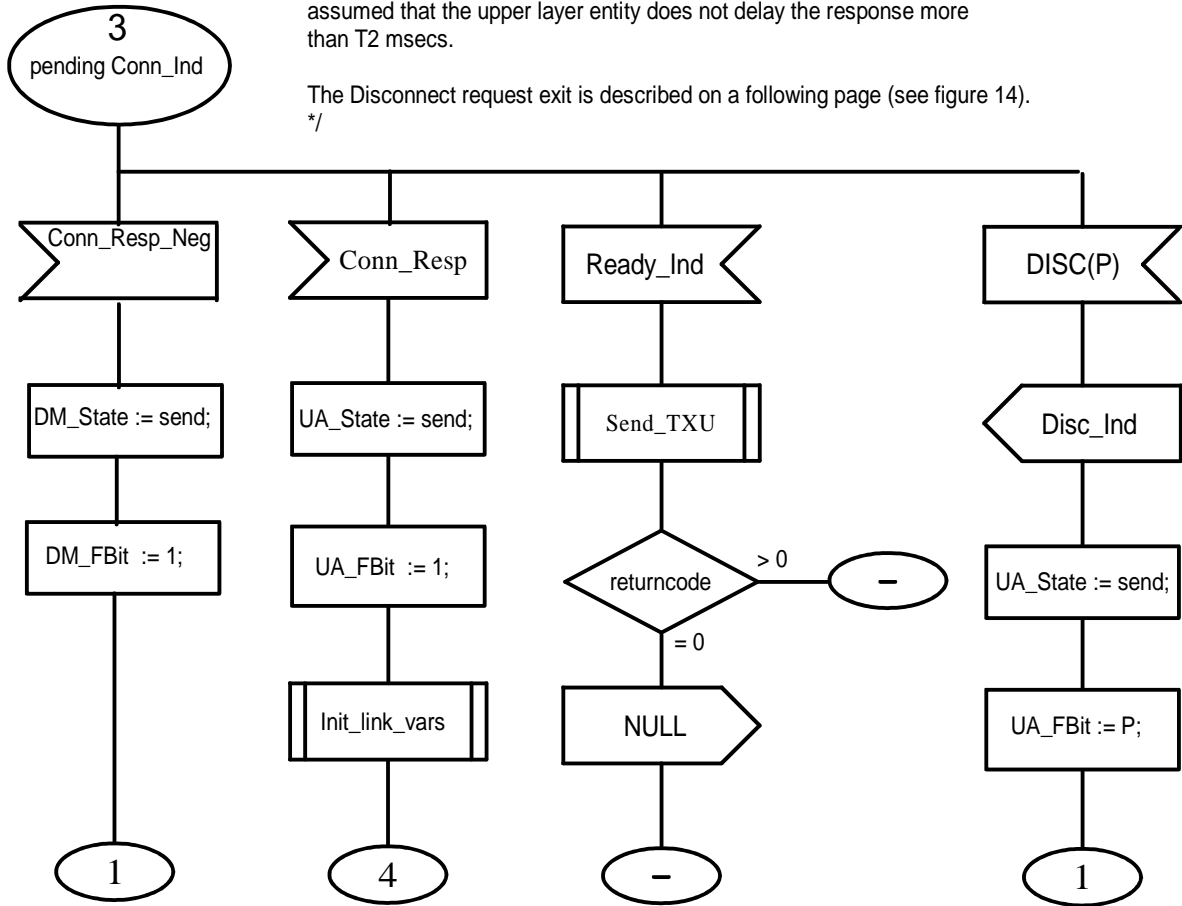 assumed that the upper layer entity does not delay the response more
than T2 msecs.
The Disconnect request exit is described on a following page (see figure 14).
*/
3
pending Conn_Ind
Conn_Resp_Neg
Conn_Resp
Ready_Ind
DISC(P)
DM_State := send;
UA_State := send;
Send_TXU
Disc_Ind
DM_FBit := 1;
UA_FBit := 1;
returncode
> 0
–
= 0
UA_State := send;
Init_link_vars
NULL
UA_FBit := P;
1
4
–
1